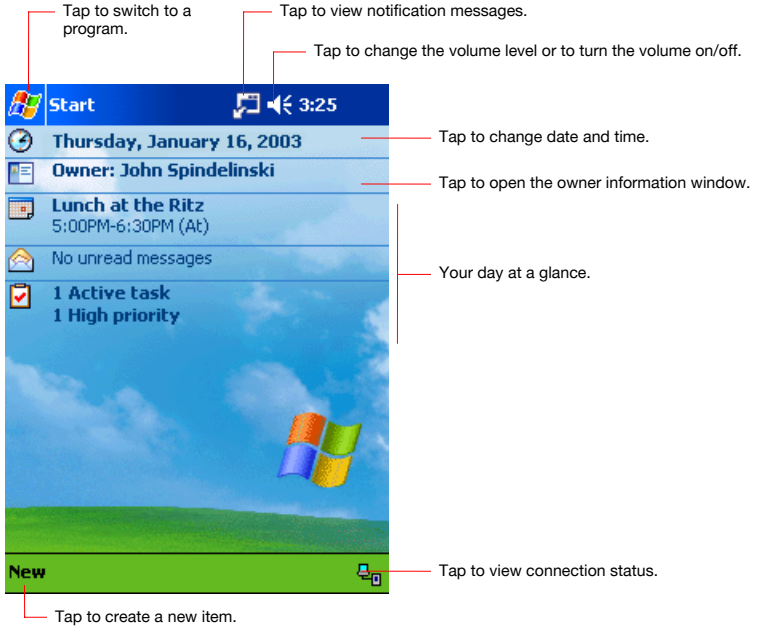 Tap to switch to a
program.
Tap to view notification messages.
Tap to change the volume level or to turn the volume on/off.
Start
3:25
Thursday, January 16, 2003
Tap to change date and time.
Owner: John Spindelinski
Tap to open the owner information window.
Lunch at the Ritz
5:00PM-6:30PM (At)
No unread messages
Your day at a glance.
1 Active task
1 High priority
New
Tap to view connection status.
Tap to create a new item.